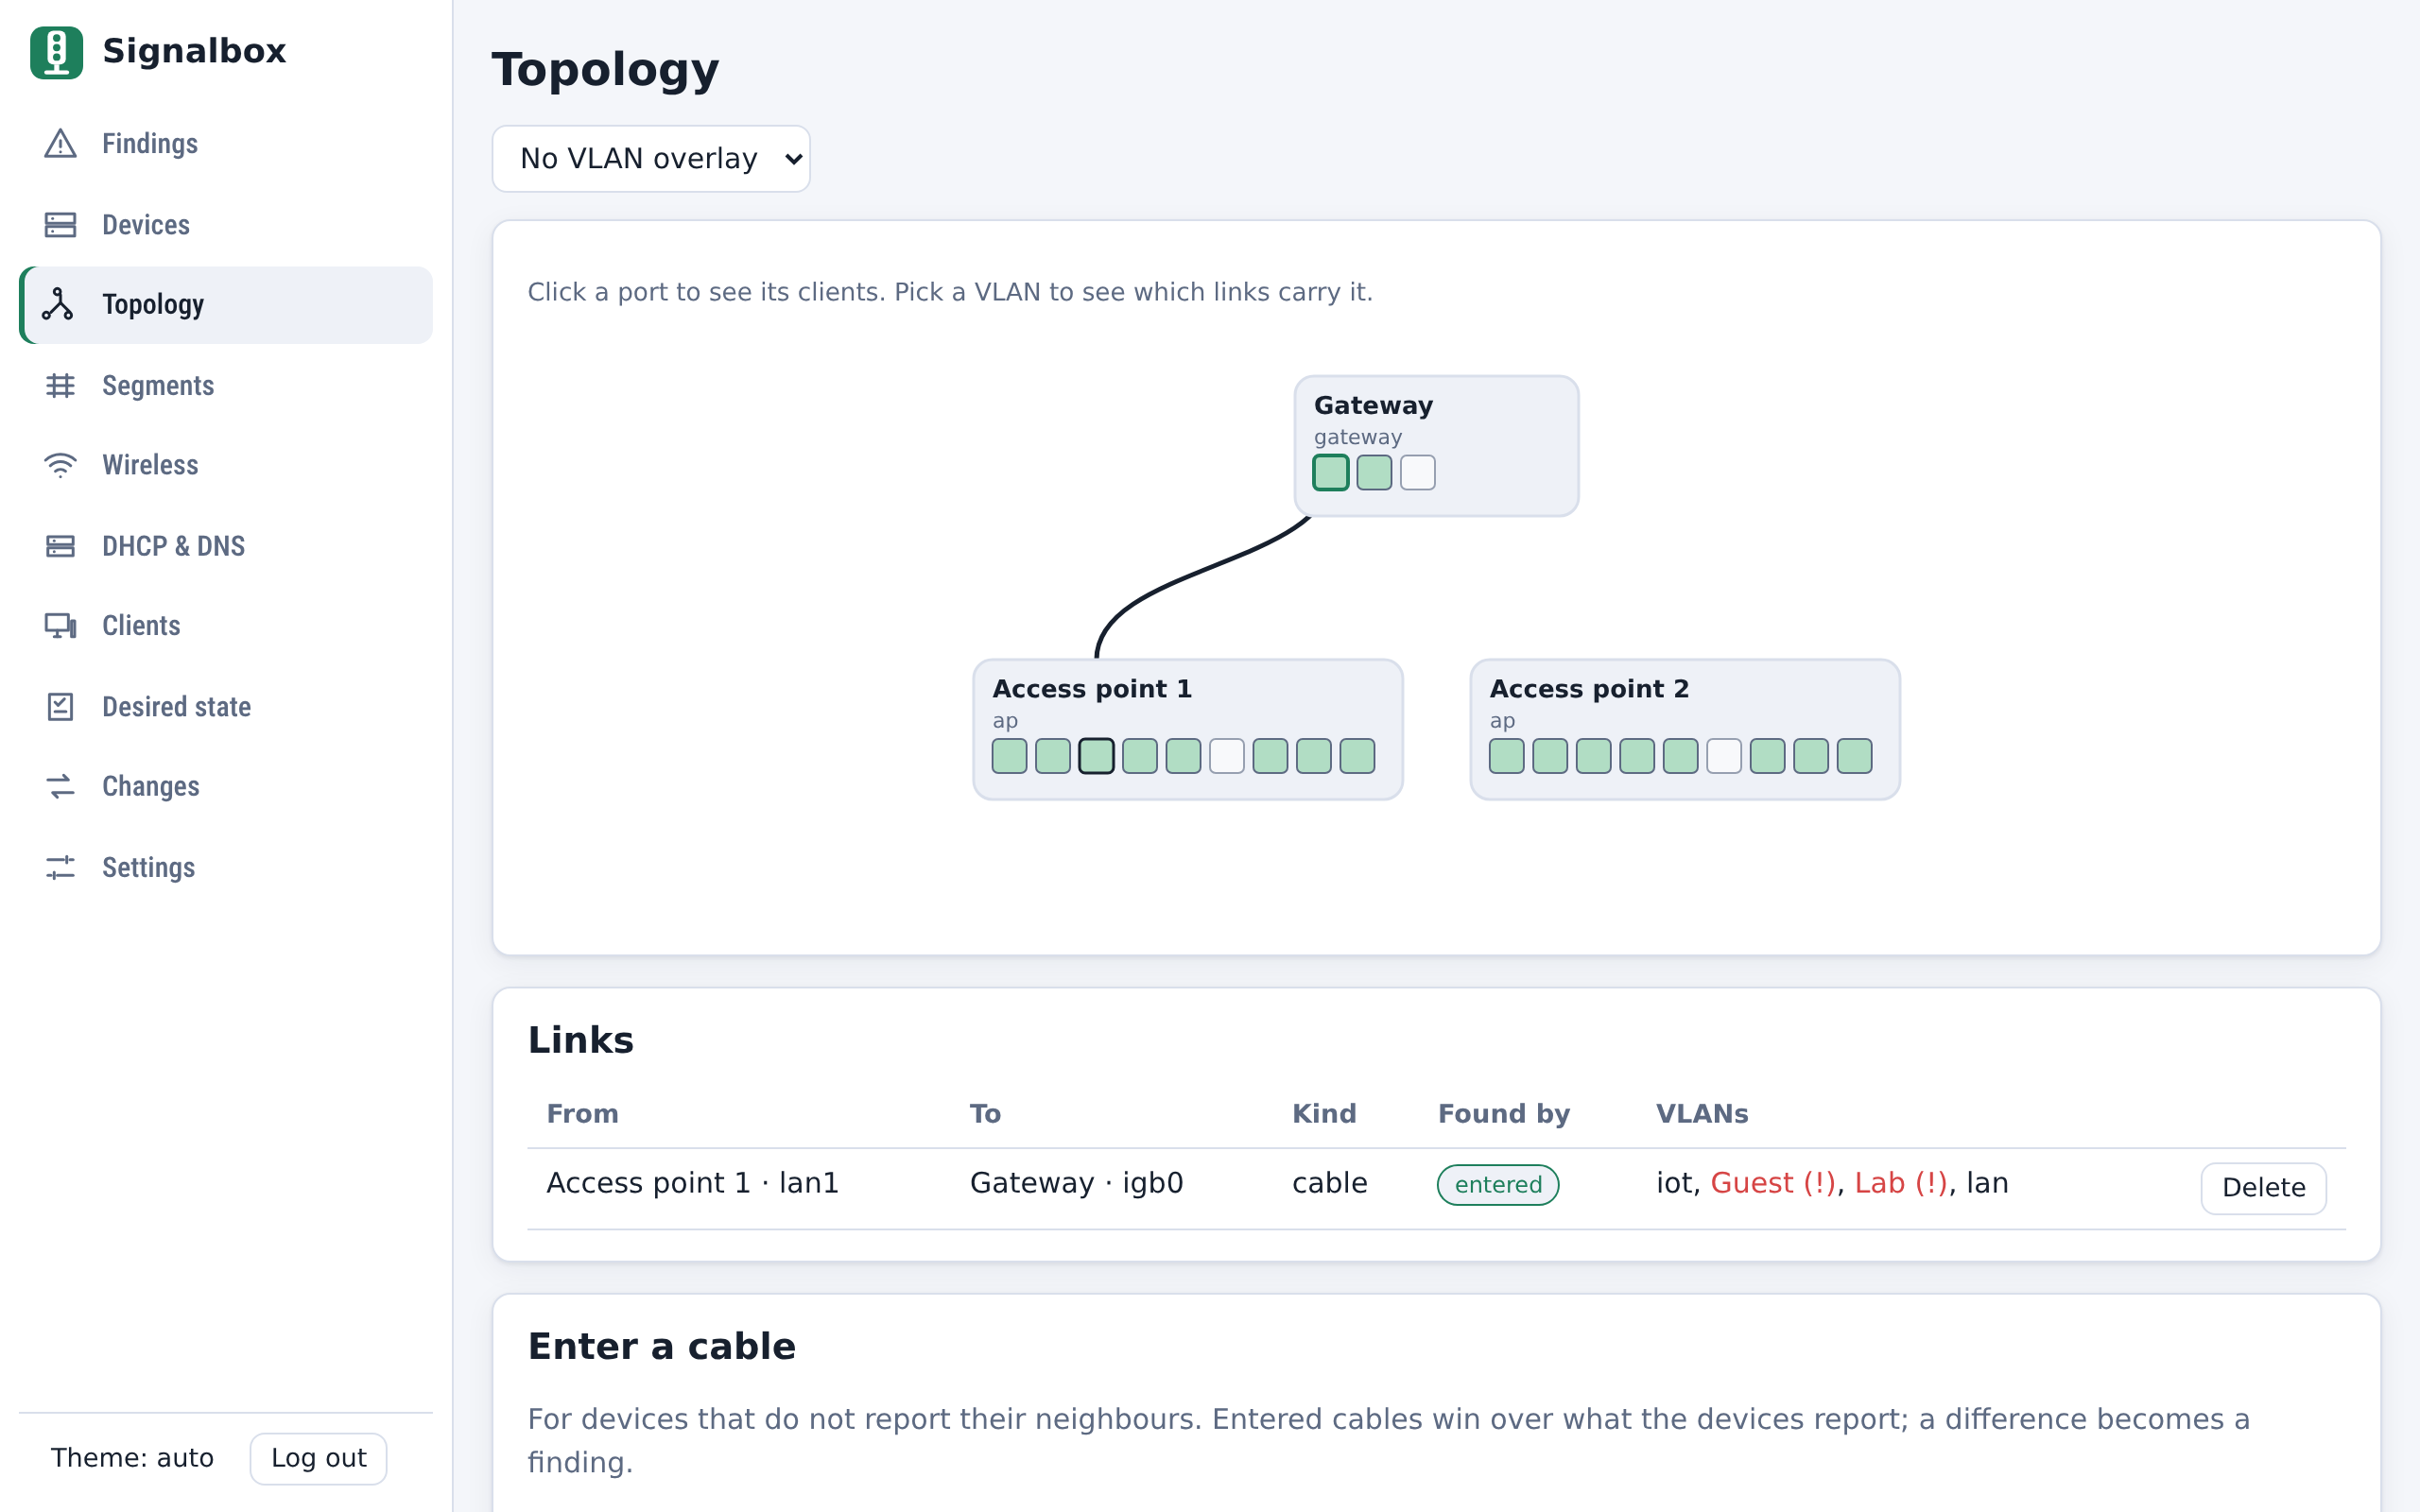 Signalbox
Findings
Devices
Topology
Segments
Wireless
DHCP & DNS
Clients
Desired state
Changes
Settings
Theme: auto
Log out
Topology
No VLAN overlay
Click a port to see its clients. Pick a VLAN to see which links carry it.
Gateway
gateway
Access point 1
ap
Access point 2
ap
Links
From To Kind Found by VLANs
Access point 1 · lan1 Gateway · igb0 cable entered iot, Guest (!), Lab (!), lan Delete
Enter a cable
For devices that do not report their neighbours. Entered cables win over what the devices report; a difference becomes a
finding.